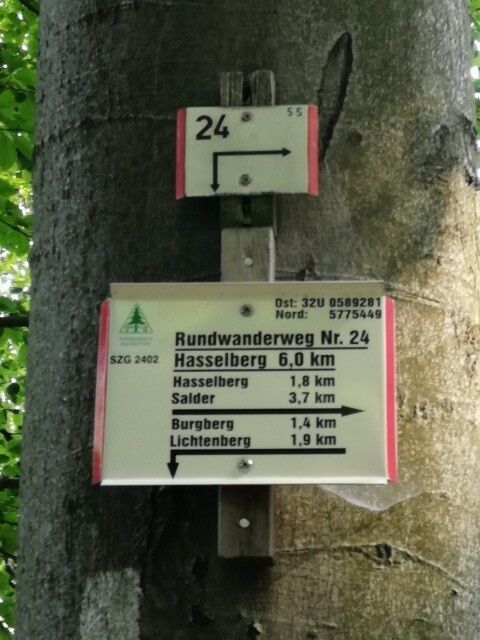 55
24
Ost: 32U 0589281
Nord: 5775449
SZG 2402
Rundwanderweg Nr. 24
Hasselberg 6,0 km
Hasselberg 1,8 km
Salder 3,7 km
Burgberg 1,4 km
Lichtenberg 1,9 km